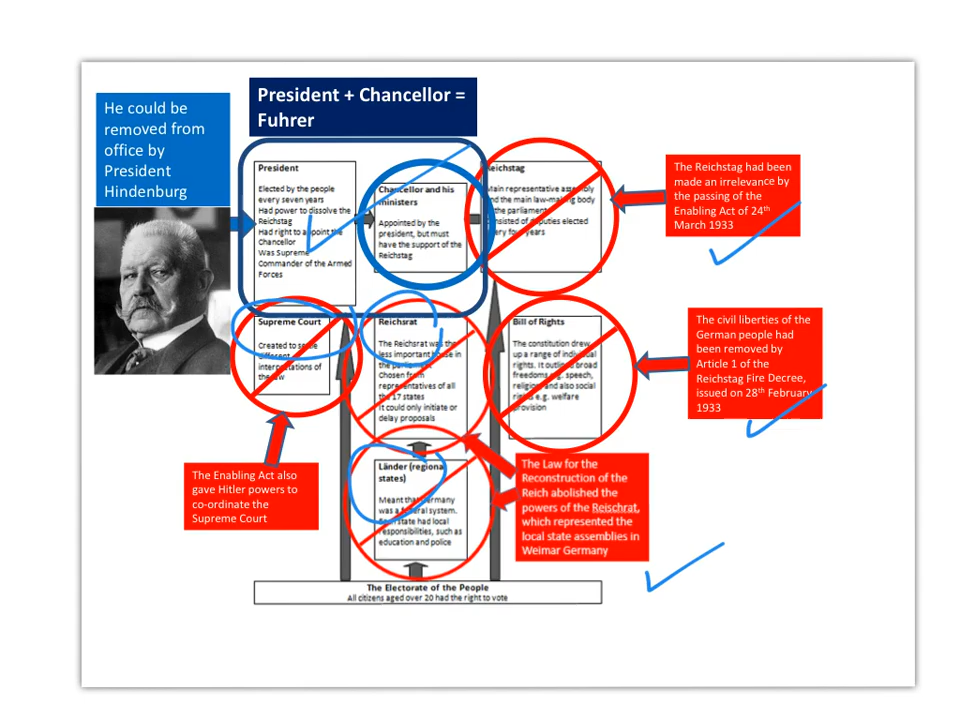 President + Chancellor =
Fuhrer
He could be
removed from
office by
President
Hindenburg
President
Elected by the people
every seven years
Had power to dissolve the
Reichstag
Had right to appoint the
Chancellor
Was Supreme
Commander of the Armed
Forces
Chancellor and his
ministers
Appointed by the
president, but must
have the support of the
Reichstag
Reichstag
Main representative assembly
and the main law-making body
the parliament
Consisted of deputies elected
every four years
The Reichstag had been
made an irrelevance by
the passing of the
Enabling Act of 24th
March 1933
Supreme Court
Created to settle
different
interpretations of
the law
Reichsrat
The Reichsrat was the
less important house in
the parliament
Chosen from
representatives of all
the 17 states
It could only initiate or
delay proposals
Bill of Rights
The constitution drew
up a range of individual
rights. It outlined broad
freedoms e.g. speech,
religion and also social
rights e.g. welfare
provision
The civil liberties of the
German people had
been removed by
Article 1 of the
Reichstag Fire Decree,
issued on 28th February
1933
The Enabling Act also
gave Hitler powers to
co-ordinate the
Supreme Court
Länder (regional
states)
Meant that Germany
was a federal system.
Each state had local
responsibilities, such as
education and police
The Law for the
Reconstruction of the
Reich abolished the
powers of the Reischrat,
which represented the
local state assemblies in
Weimar Germany
The Electorate of the People
All citizens aged over 20 had the right to vote